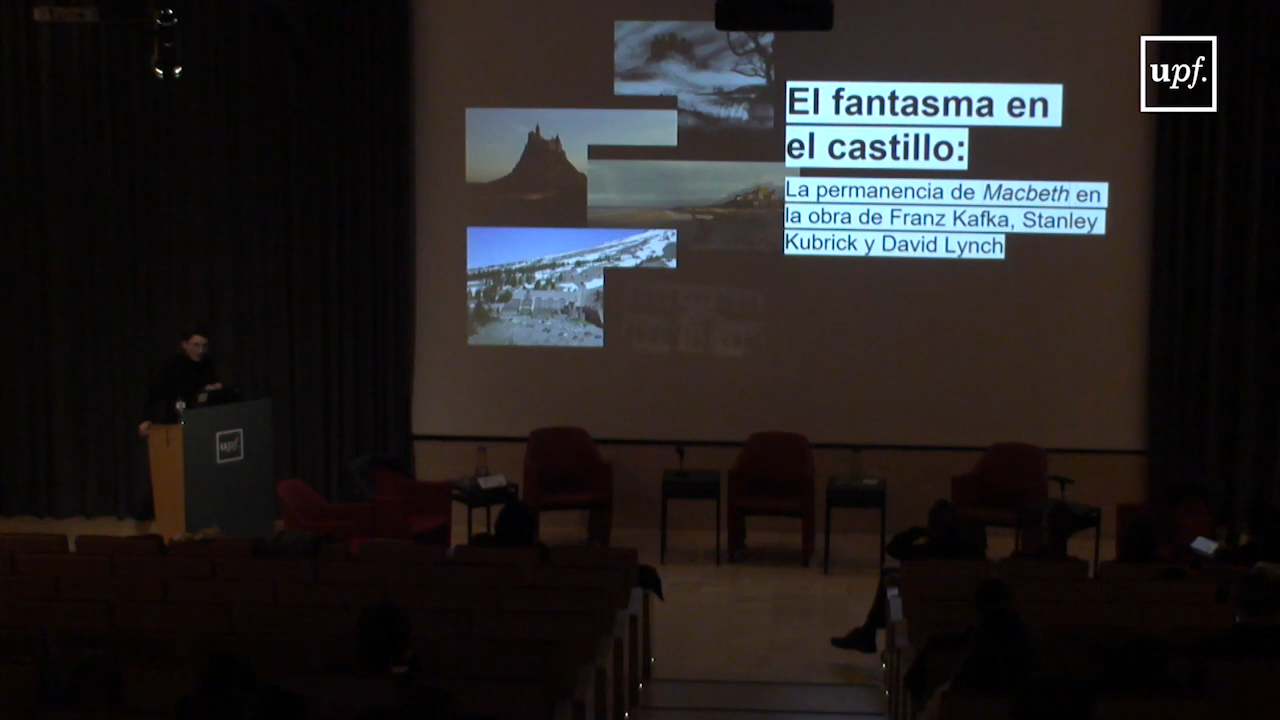 upf.
El fantasma en
el castillo:
La permanencia de Macbeth en
la obra de Franz Kafka, Stanley
Kubrick y David Lynch
upf.